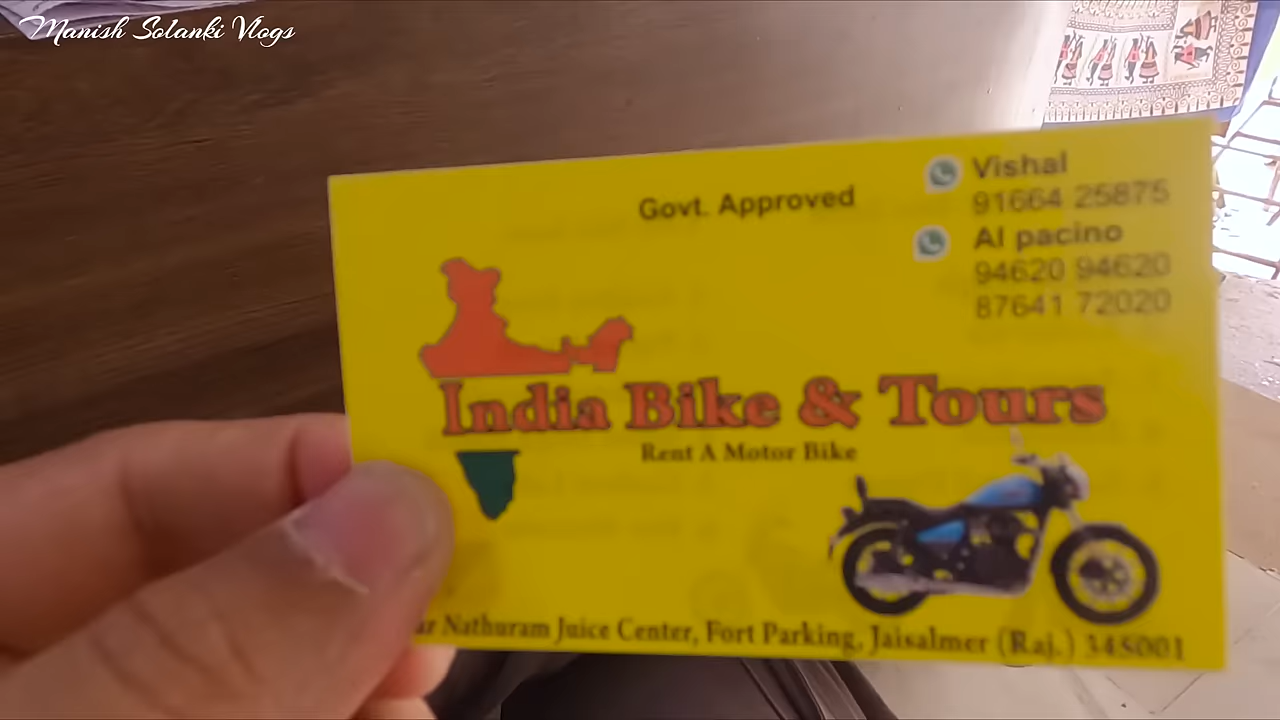 Manish Solanki Vlogs
Govt. Approved
Vishal
91664 25875
Al pacino
94620 94620
87641 72020
India Bike & Tours
Rent A Motor Bike
Nathuram Juice Center, Fort Parking, Jaisalmer (Raj.) 345001